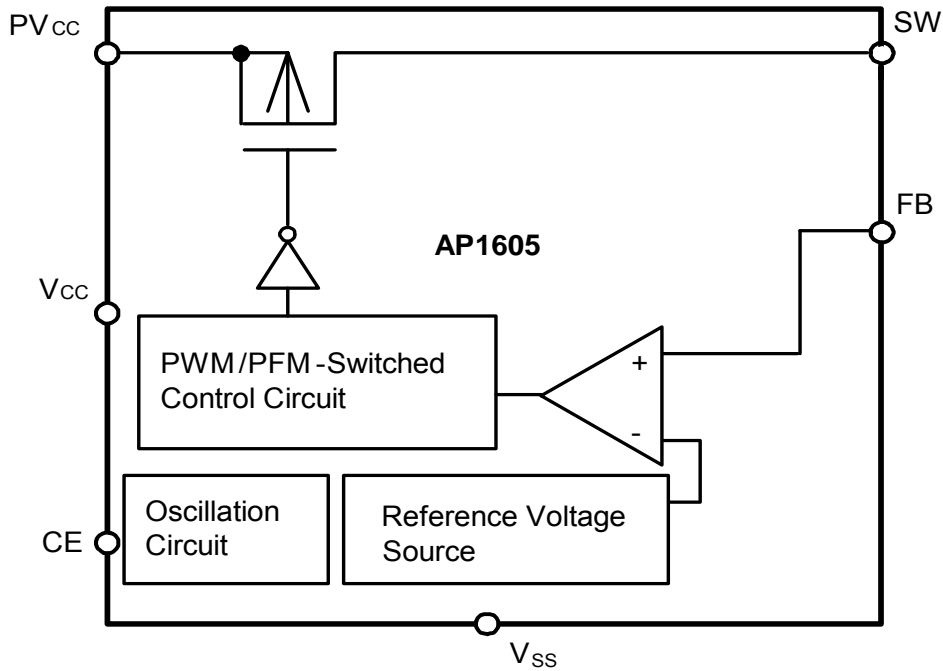 PVCC
SW
FB
AP1605
VCC
PWM/PFM-Switched
Control Circuit
+
-
Oscillation
Circuit
Reference Voltage
Source
CE
VSS